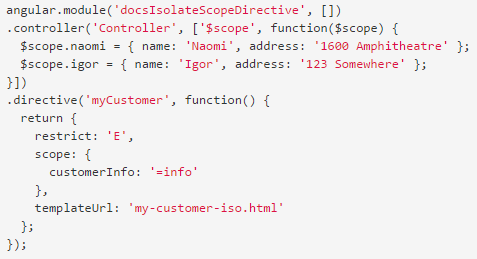 angular.module('docsIsolateScopeDirective', [])
.controller('Controller', ['$scope', function($scope) {
  $scope.naomi = { name: 'Naomi', address: '1600 Amphitheatre' };
  $scope.igor = { name: 'Igor', address: '123 Somewhere' };
}])
.directive('myCustomer', function() {
  return {
    restrict: 'E',
    scope: {
      customerInfo: '=info'
    },
    templateUrl: 'my-customer-iso.html'
  };
});